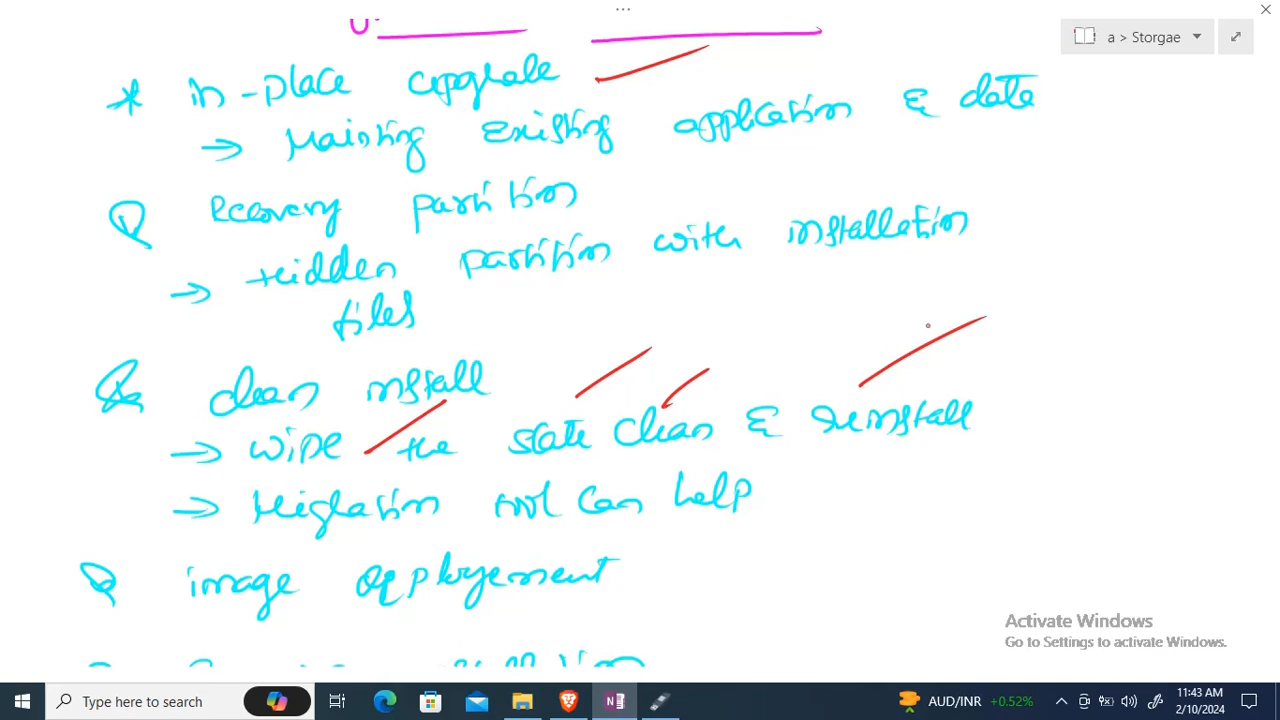 a > Storgae
* in-place upgrade
→ Maisting existing application & data
recovery partition
→ Hidden partition with installation
files
clean install
→ wipe the slate clean & reinstall
→ Migration tool can help
image deployement
Activate Windows
Go to Settings to activate Windows.
Type here to search
AUD/INR +0.52%
11:43 AM
2/10/2024